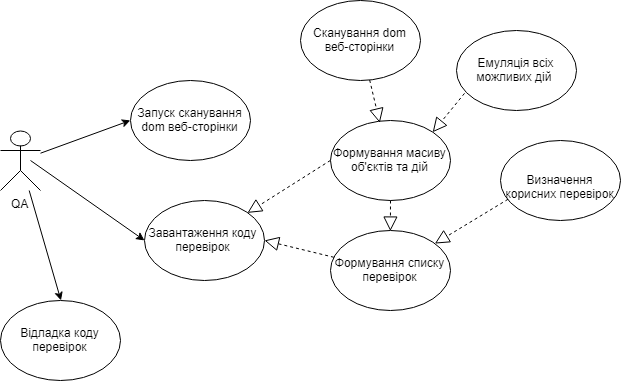 Сканування dom
веб-сторінки
Емуляція всіх
можливих дій
Запуск сканування
dom веб-сторінки
Формування масиву
об'єктів та дій
Визначення
корисних перевірок
QA
Завантаження коду
перевірок
Формування списку
перевірок
Відладка коду
перевірок